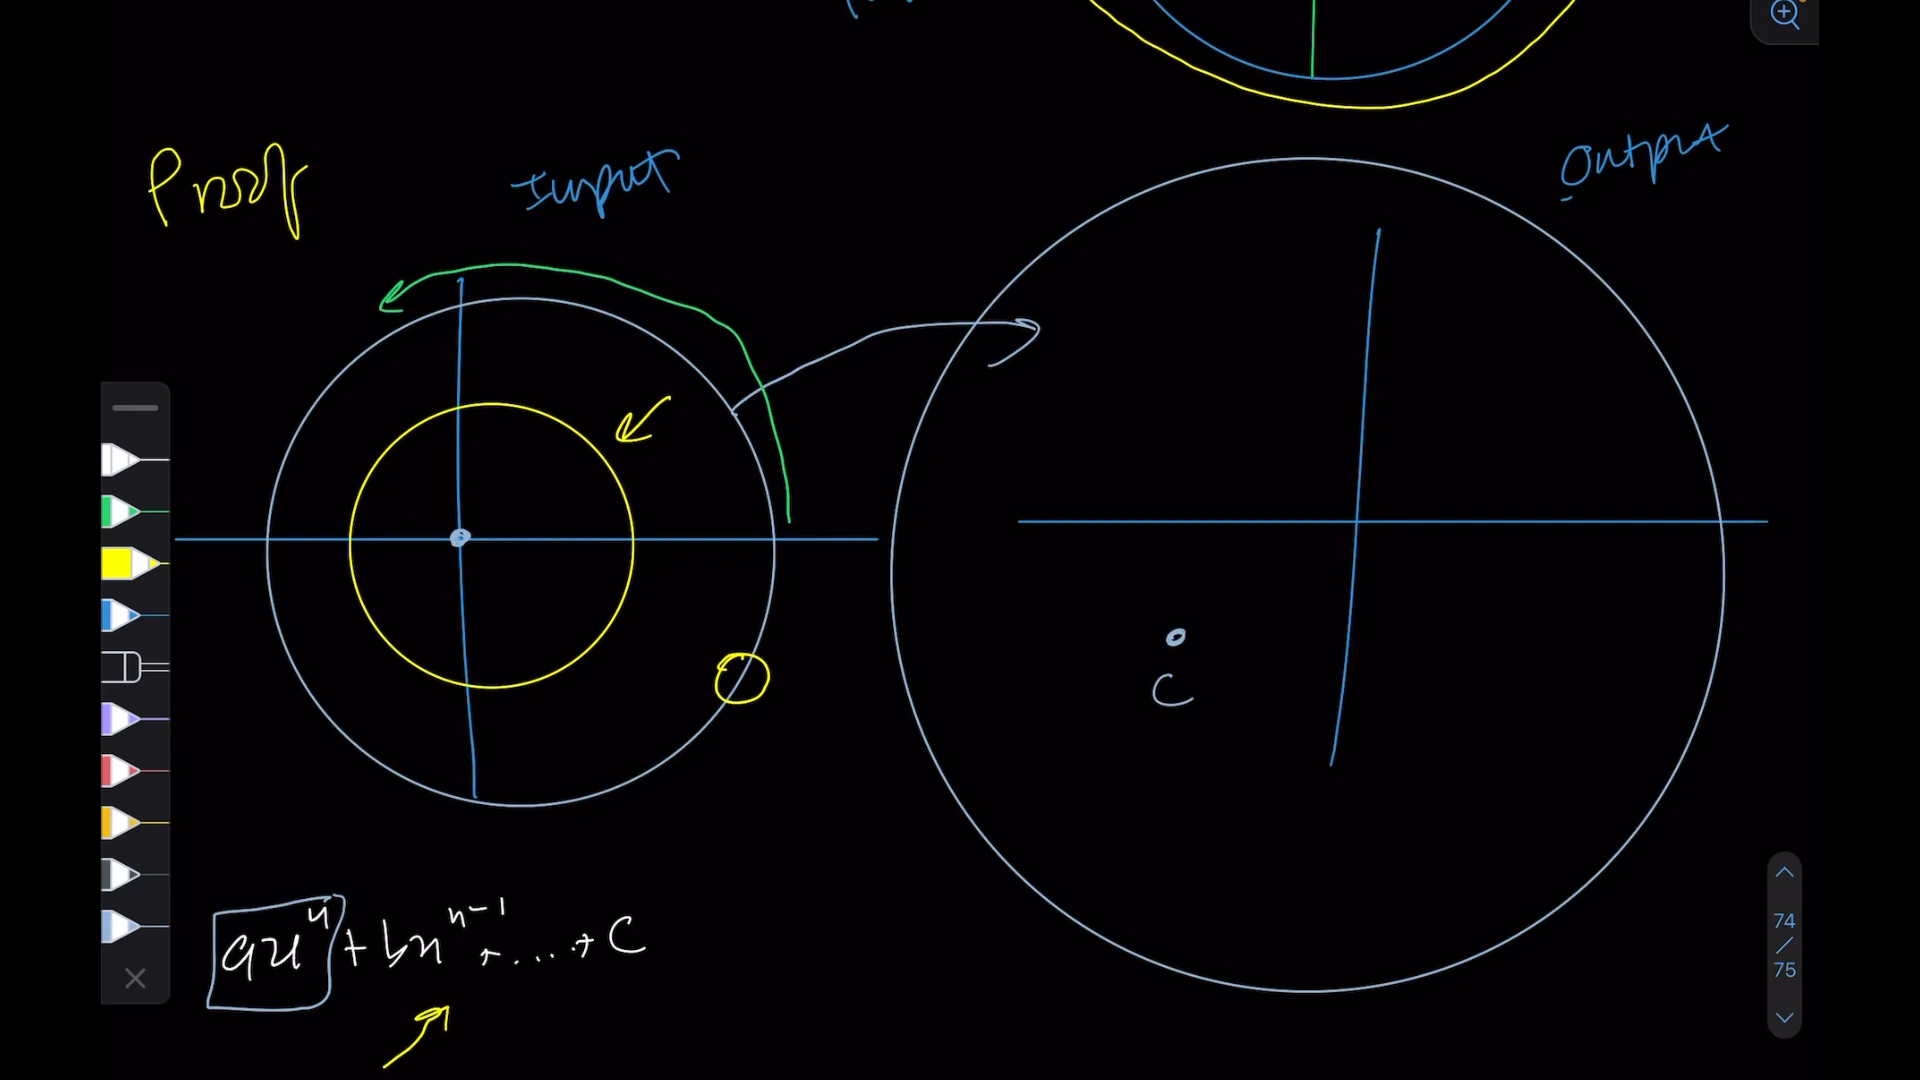 Proof
Input
Output
C
ax^n + bx^{n-1} + .... + C
74
/
75